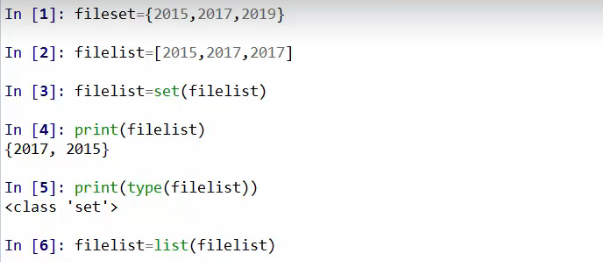 In [1]: fileset={2015,2017,2019}
In [2]: filelist=[2015,2017,2017]
In [3]: filelist=set(filelist)
In [4]: print(filelist)
{2017, 2015}
In [5]: print(type(filelist))
<class 'set'>
In [6]: filelist=list(filelist)